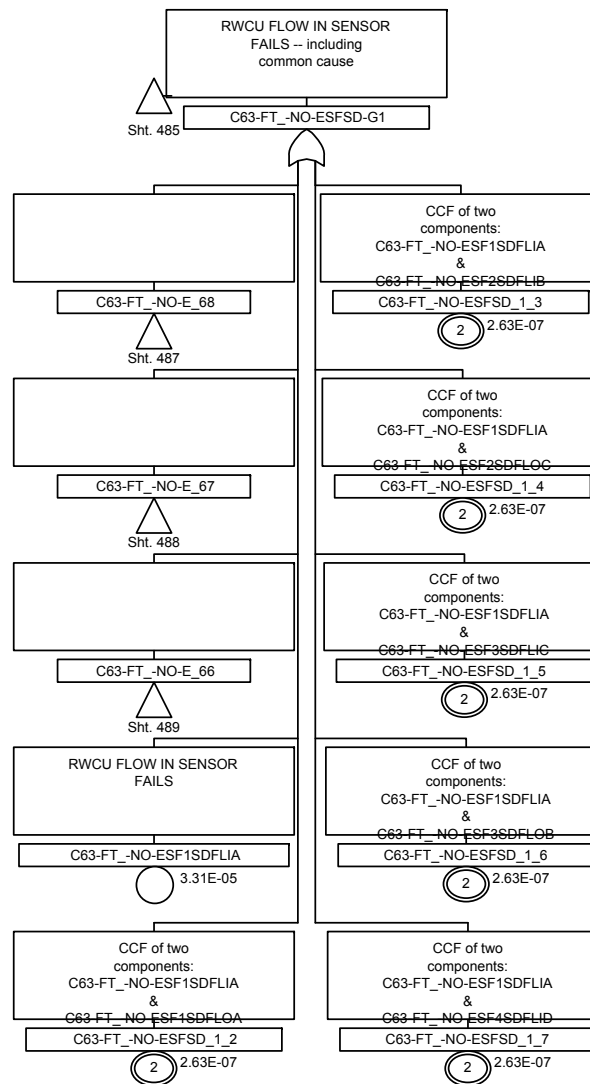 RWCU FLOW IN SENSOR
FAILS -- including
common cause
Sht. 485
C63-FT_-NO-ESFSD-G1
C63-FT_-NO-E_68
Sht. 487
CCF of two
components:
C63-FT_-NO-ESF1SDFLIA
&
C63-FT_-NO-ESF2SDFLIB
C63-FT_-NO-ESFSD_1_3
2
2.63E-07
C63-FT_-NO-E_67
Sht. 488
CCF of two
components:
C63-FT_-NO-ESF1SDFLIA
&
C63-FT_-NO-ESF2SDFLOC
C63-FT_-NO-ESFSD_1_4
2
2.63E-07
C63-FT_-NO-E_66
Sht. 489
CCF of two
components:
C63-FT_-NO-ESF1SDFLIA
&
C63-FT_-NO-ESF3SDFLIC
C63-FT_-NO-ESFSD_1_5
2
2.63E-07
RWCU FLOW IN SENSOR
FAILS
C63-FT_-NO-ESF1SDFLIA
3.31E-05
CCF of two
components:
C63-FT_-NO-ESF1SDFLIA
&
C63-FT_-NO-ESF3SDFLOB
C63-FT_-NO-ESFSD_1_6
2
2.63E-07
CCF of two
components:
C63-FT_-NO-ESF1SDFLIA
&
C63-FT_-NO-ESF1SDFLOA
C63-FT_-NO-ESFSD_1_2
2
2.63E-07
CCF of two
components:
C63-FT_-NO-ESF1SDFLIA
&
C63-FT_-NO-ESF4SDFLID
C63-FT_-NO-ESFSD_1_7
2
2.63E-07